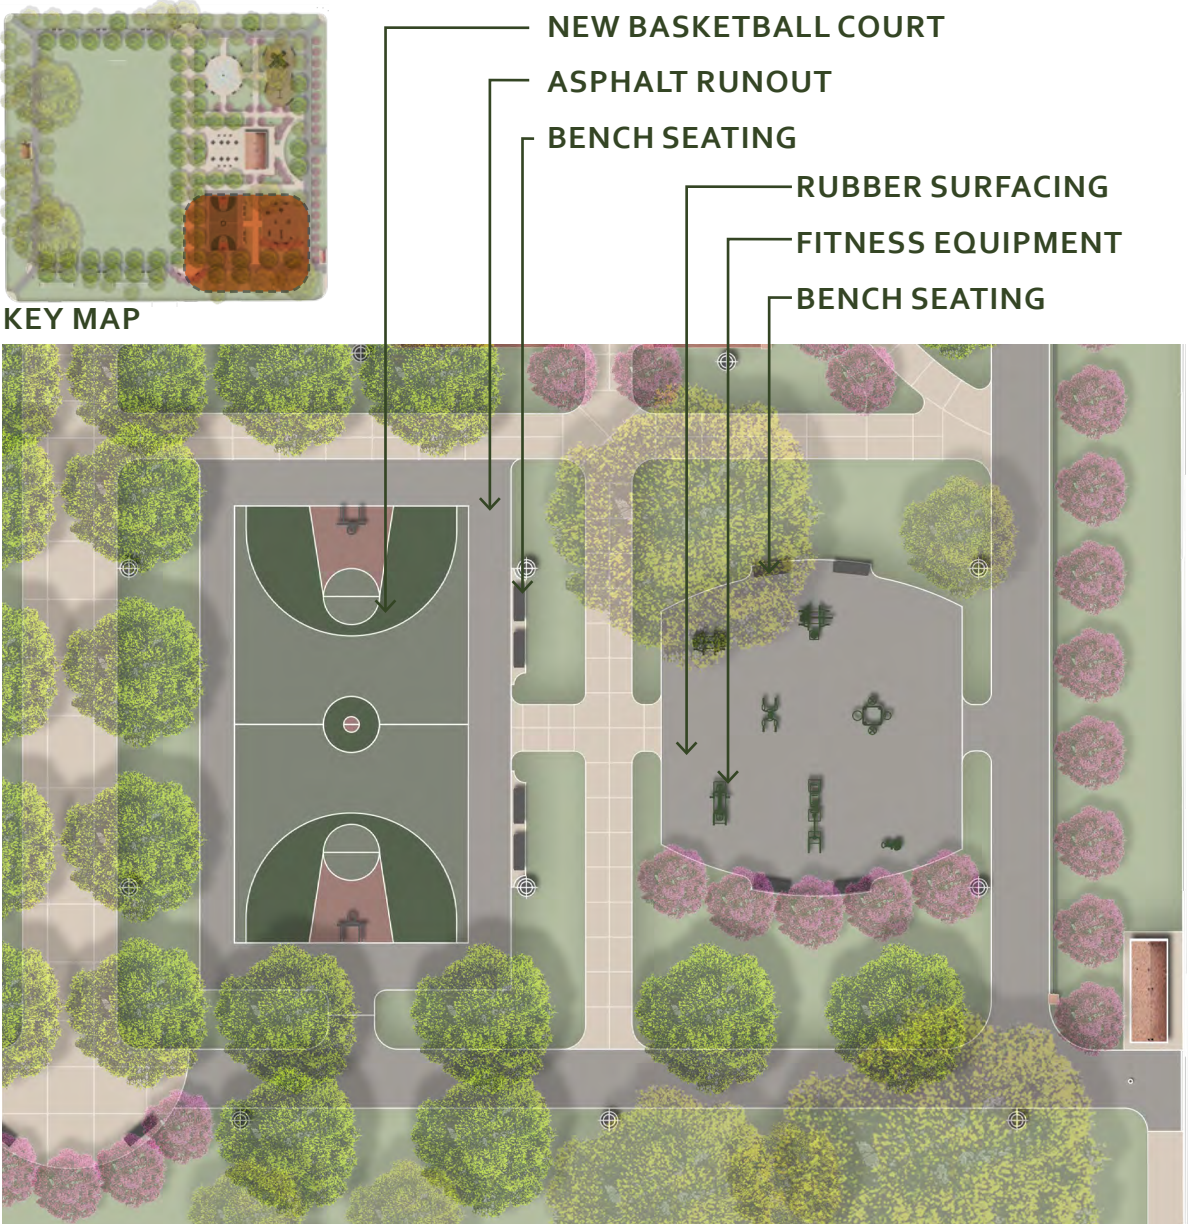 NEW BASKETBALL COURT
ASPHALT RUNOUT
BENCH SEATING
RUBBER SURFACING
FITNESS EQUIPMENT
BENCH SEATING
KEY MAP